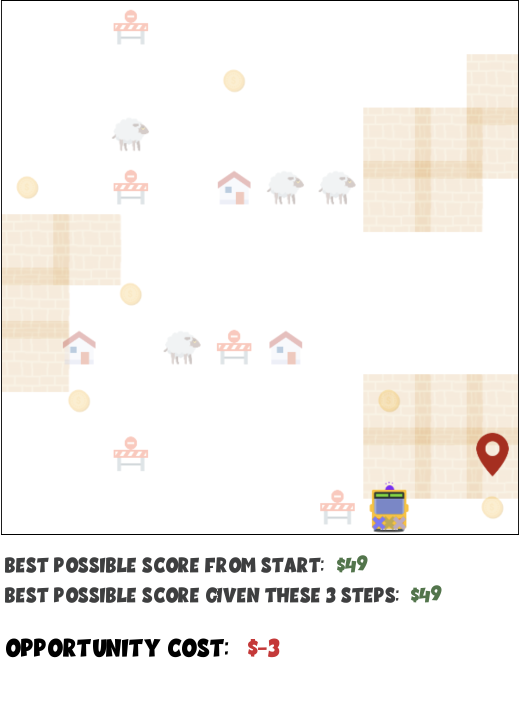 BEST POSSIBLE SCORE FROM START: $49
BEST POSSIBLE SCORE GIVEN THESE 3 STEPS: $49
OPPORTUNITY COST: $-3